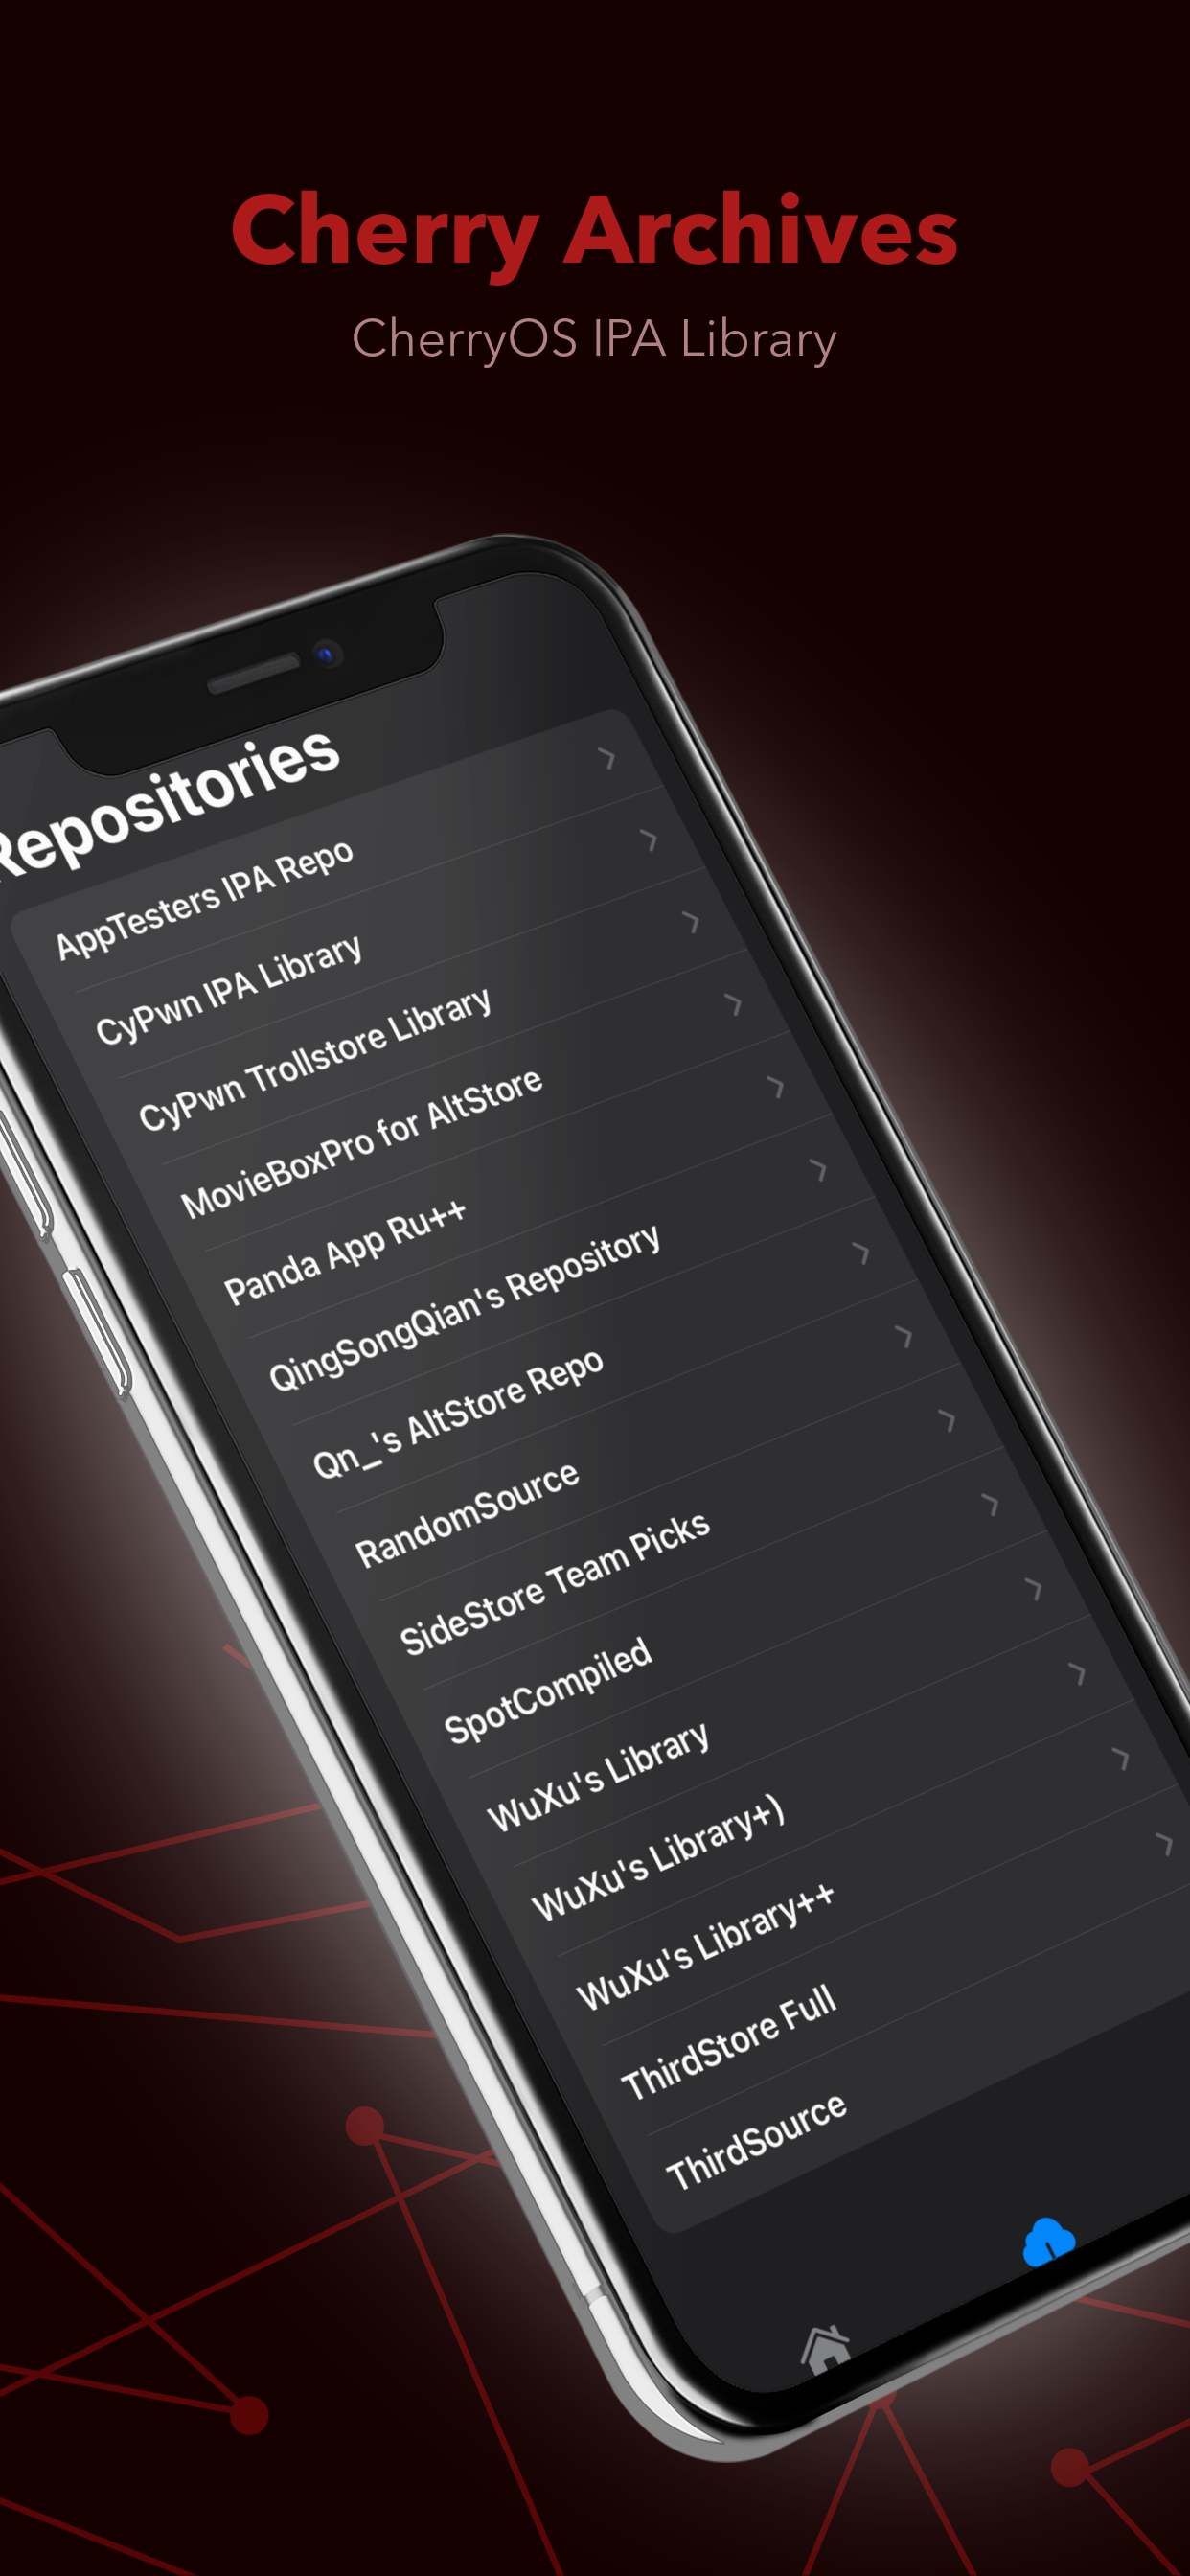 Cherry Archives
CherryOS IPA Library
Repositories
AppTesters IPA Repo
CyPwn IPA Library
CyPwn Trollstore Library
MovieBoxPro for AltStore
Panda App Ru++
QingSongQian's Repository
Qn_'s AltStore Repo
RandomSource
SideStore Team Picks
SpotCompiled
WuXu's Library
WuXu's Library+)
WuXu's Library++
ThirdStore Full
ThirdSource